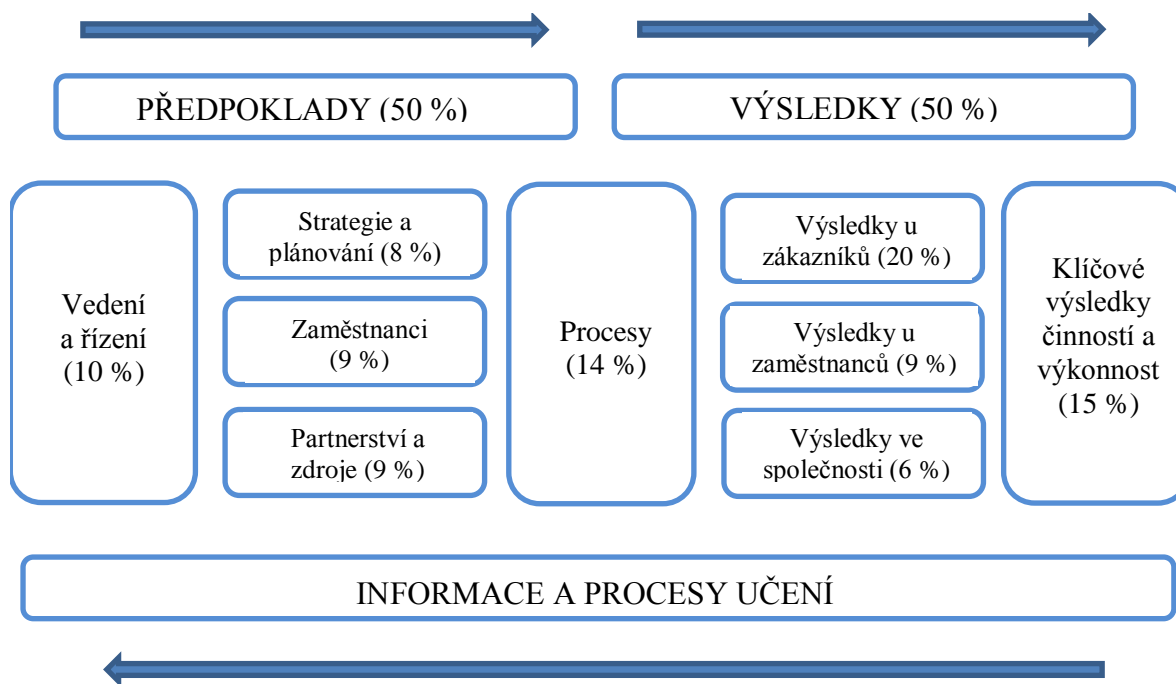 PŘEDPOKLADY (50 %)
VÝSLEDKY (50 %)
Vedení
a řízení
(10 %)
Strategie a
plánování (8 %)
Zaměstnanci
(9 %)
Partnerství a
zdroje (9 %)
Procesy
(14 %)
Výsledky u
zákazníků (20 %)
Výsledky u
zaměstnanců (9 %)
Výsledky ve
společnosti (6 %)
Klíčové
výsledky
činností a
výkonnost
(15 %)
INFORMACE A PROCESY UČENÍ